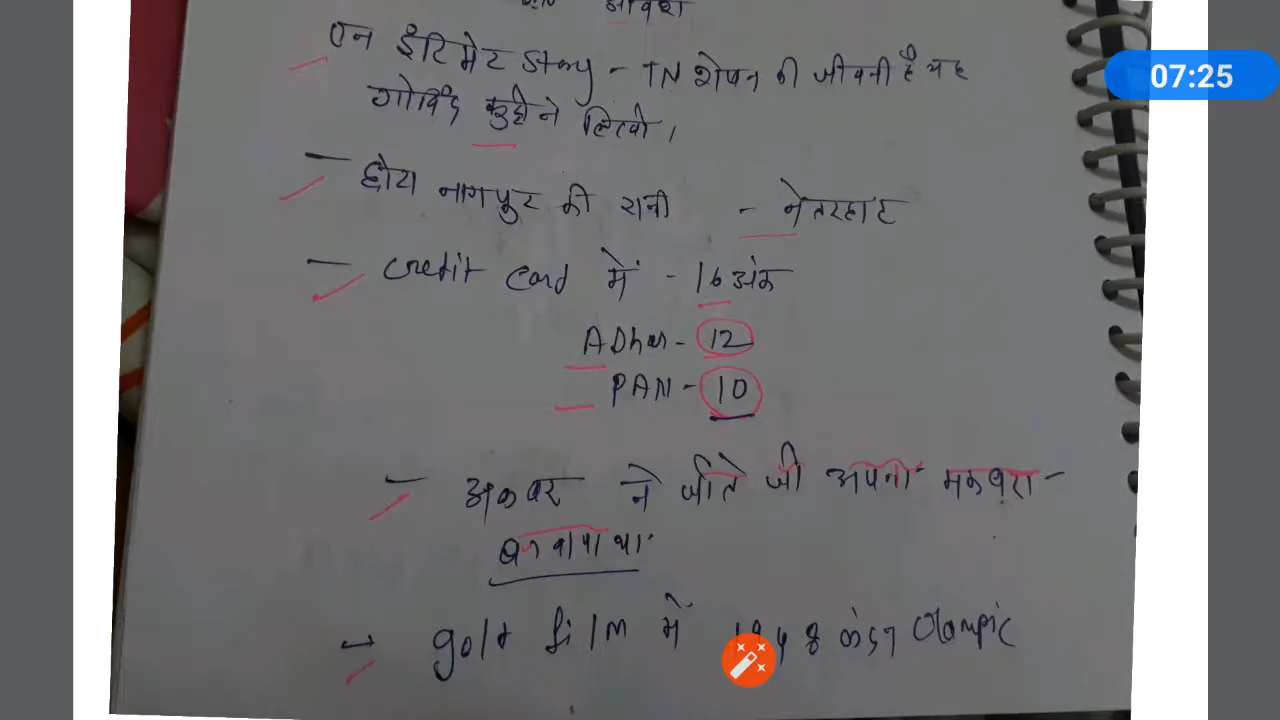 एन इंटिमेट Story - TN शेषन की जीवनी है यह
07:25
गोविंद कुट्टी ने लिखी।
- छोटा नागपुर की रानी - नेतरहाट
- Credit Card में - 16 अंक
ADhar - 12
PAN - 10
- अकबर ने जीते जी अपना मकबरा -
बनवाया था
→ gold film में 1948 लंदन Olampic